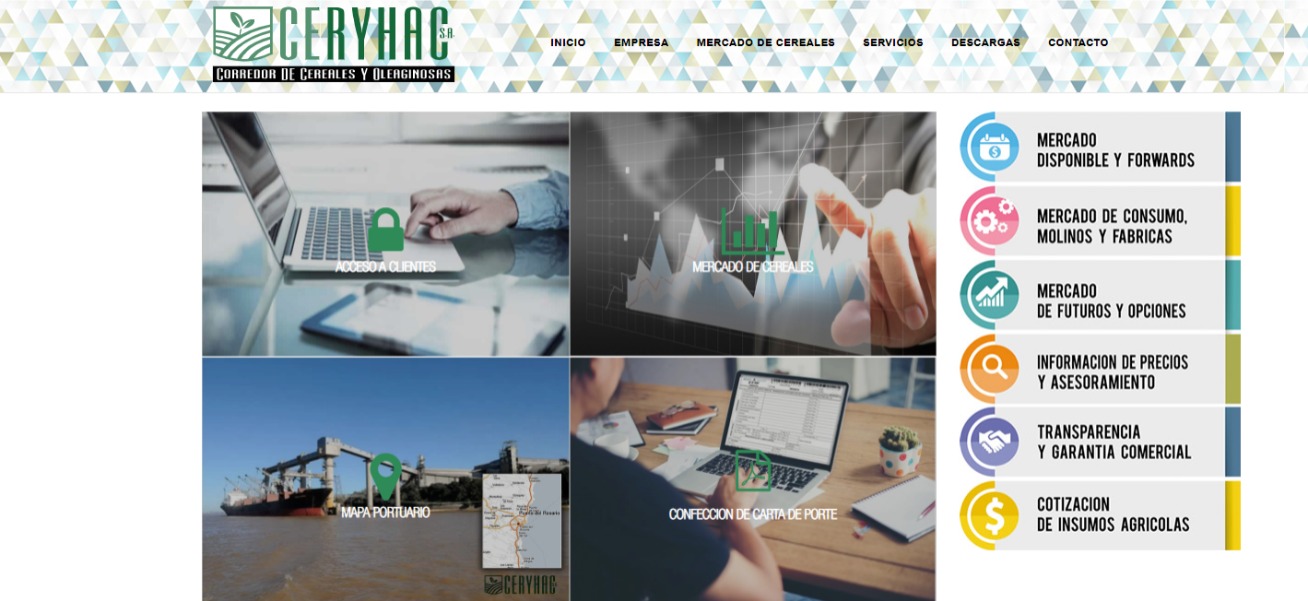 CERYHAC S.A.
CORREDOR DE CEREALES Y OLEAGINOSAS
INICIO EMPRESA MERCADO DE CEREALES SERVICIOS DESCARGAS CONTACTO
ACCESO A CLIENTES
MERCADO DE CEREALES
MAPA PORTUARIO
CERYHAC
CONFECCION DE CARTA DE PORTE
MERCADO
DISPONIBLE Y FORWARDS
MERCADO DE CONSUMO,
MOLINOS Y FABRICAS
MERCADO
DE FUTUROS Y OPCIONES
INFORMACION DE PRECIOS
Y ASESORAMIENTO
TRANSPARENCIA
Y GARANTIA COMERCIAL
COTIZACION
DE INSUMOS AGRICOLAS